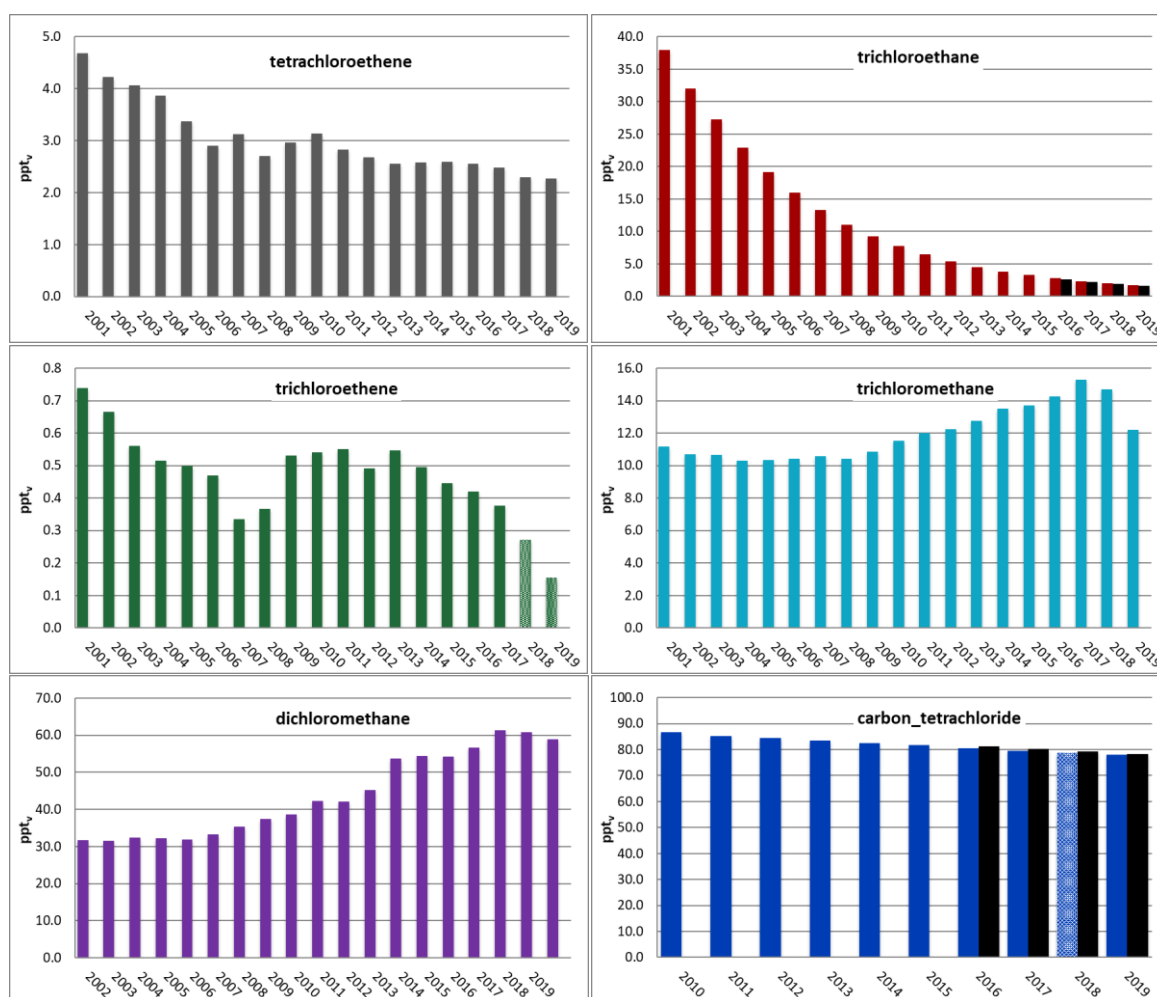 tetrachloroethene
ppt_v
5.0
4.0
3.0
2.0
1.0
0.0
2001 2002 2003 2004 2005 2006 2007 2008 2009 2010 2011 2012 2013 2014 2015 2016 2017 2018 2019
trichloroethane
ppt_v
40.0
35.0
30.0
25.0
20.0
15.0
10.0
5.0
0.0
2001 2002 2003 2004 2005 2006 2007 2008 2009 2010 2011 2012 2013 2014 2015 2016 2017 2018 2019
trichloroethene
ppt_v
0.8
0.7
0.6
0.5
0.4
0.3
0.2
0.1
0.0
2001 2002 2003 2004 2005 2006 2007 2008 2009 2010 2011 2012 2013 2014 2015 2016 2017 2018 2019
trichloromethane
ppt_v
16.0
14.0
12.0
10.0
8.0
6.0
4.0
2.0
0.0
2001 2002 2003 2004 2005 2006 2007 2008 2009 2010 2011 2012 2013 2014 2015 2016 2017 2018 2019
dichloromethane
ppt_v
70.0
60.0
50.0
40.0
30.0
20.0
10.0
0.0
2002 2003 2004 2005 2006 2007 2008 2009 2010 2011 2012 2013 2014 2015 2016 2017 2018 2019
carbon_tetrachloride
ppt_v
100.0
90.0
80.0
70.0
60.0
50.0
40.0
30.0
20.0
10.0
0.0
2010 2011 2012 2013 2014 2015 2016 2017 2018 2019